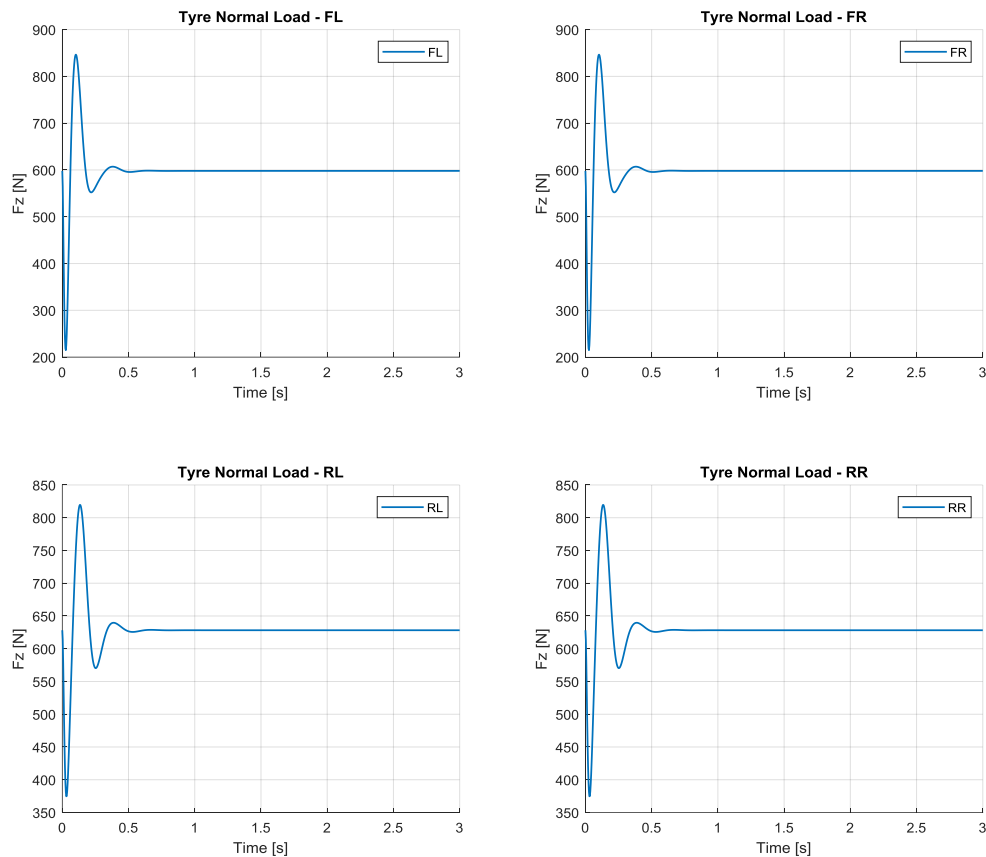 Tyre Normal Load - FL
900
800
700
600
500
400
300
200
Fz [N]
FL
0 0.5 1 1.5 2 2.5 3
Time [s]
Tyre Normal Load - FR
900
800
700
600
500
400
300
200
Fz [N]
FR
0 0.5 1 1.5 2 2.5 3
Time [s]
Tyre Normal Load - RL
850
800
750
700
650
600
550
500
450
400
350
Fz [N]
RL
0 0.5 1 1.5 2 2.5 3
Time [s]
Tyre Normal Load - RR
850
800
750
700
650
600
550
500
450
400
350
Fz [N]
RR
0 0.5 1 1.5 2 2.5 3
Time [s]